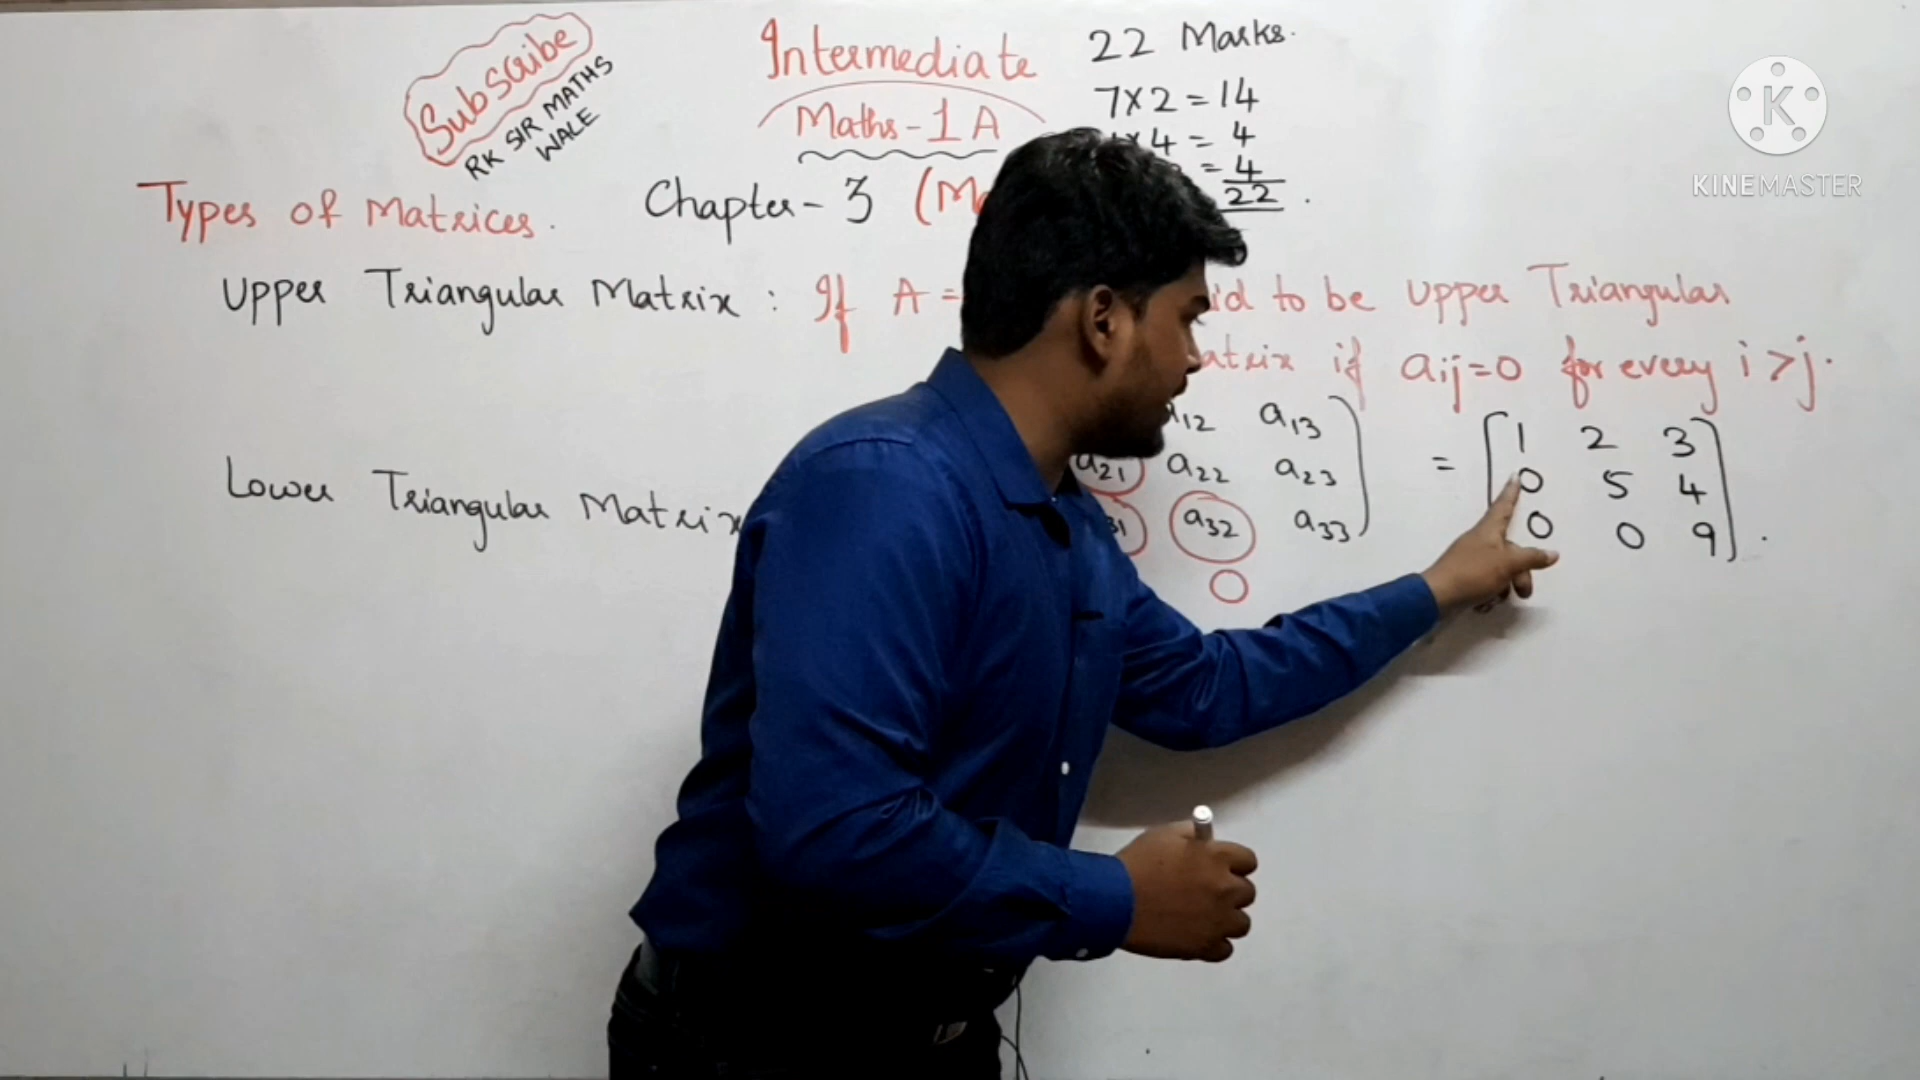 Subscribe
RK SIR MATHS
WALE
Intermediate
Maths-1A
22 Marks.
7×2=14
×4 = 4
= 4
22.
K
KINEMASTER
Types of Matrices.
Chapter-3
Upper Triangular Matrix : If A = to be Upper Triangular
if aij=0 for every i>j.
a13
a21 a22 a23
a32 a33
0
= [1 2 3
0 5 4
0 0 9].
Lower Triangular Matrix